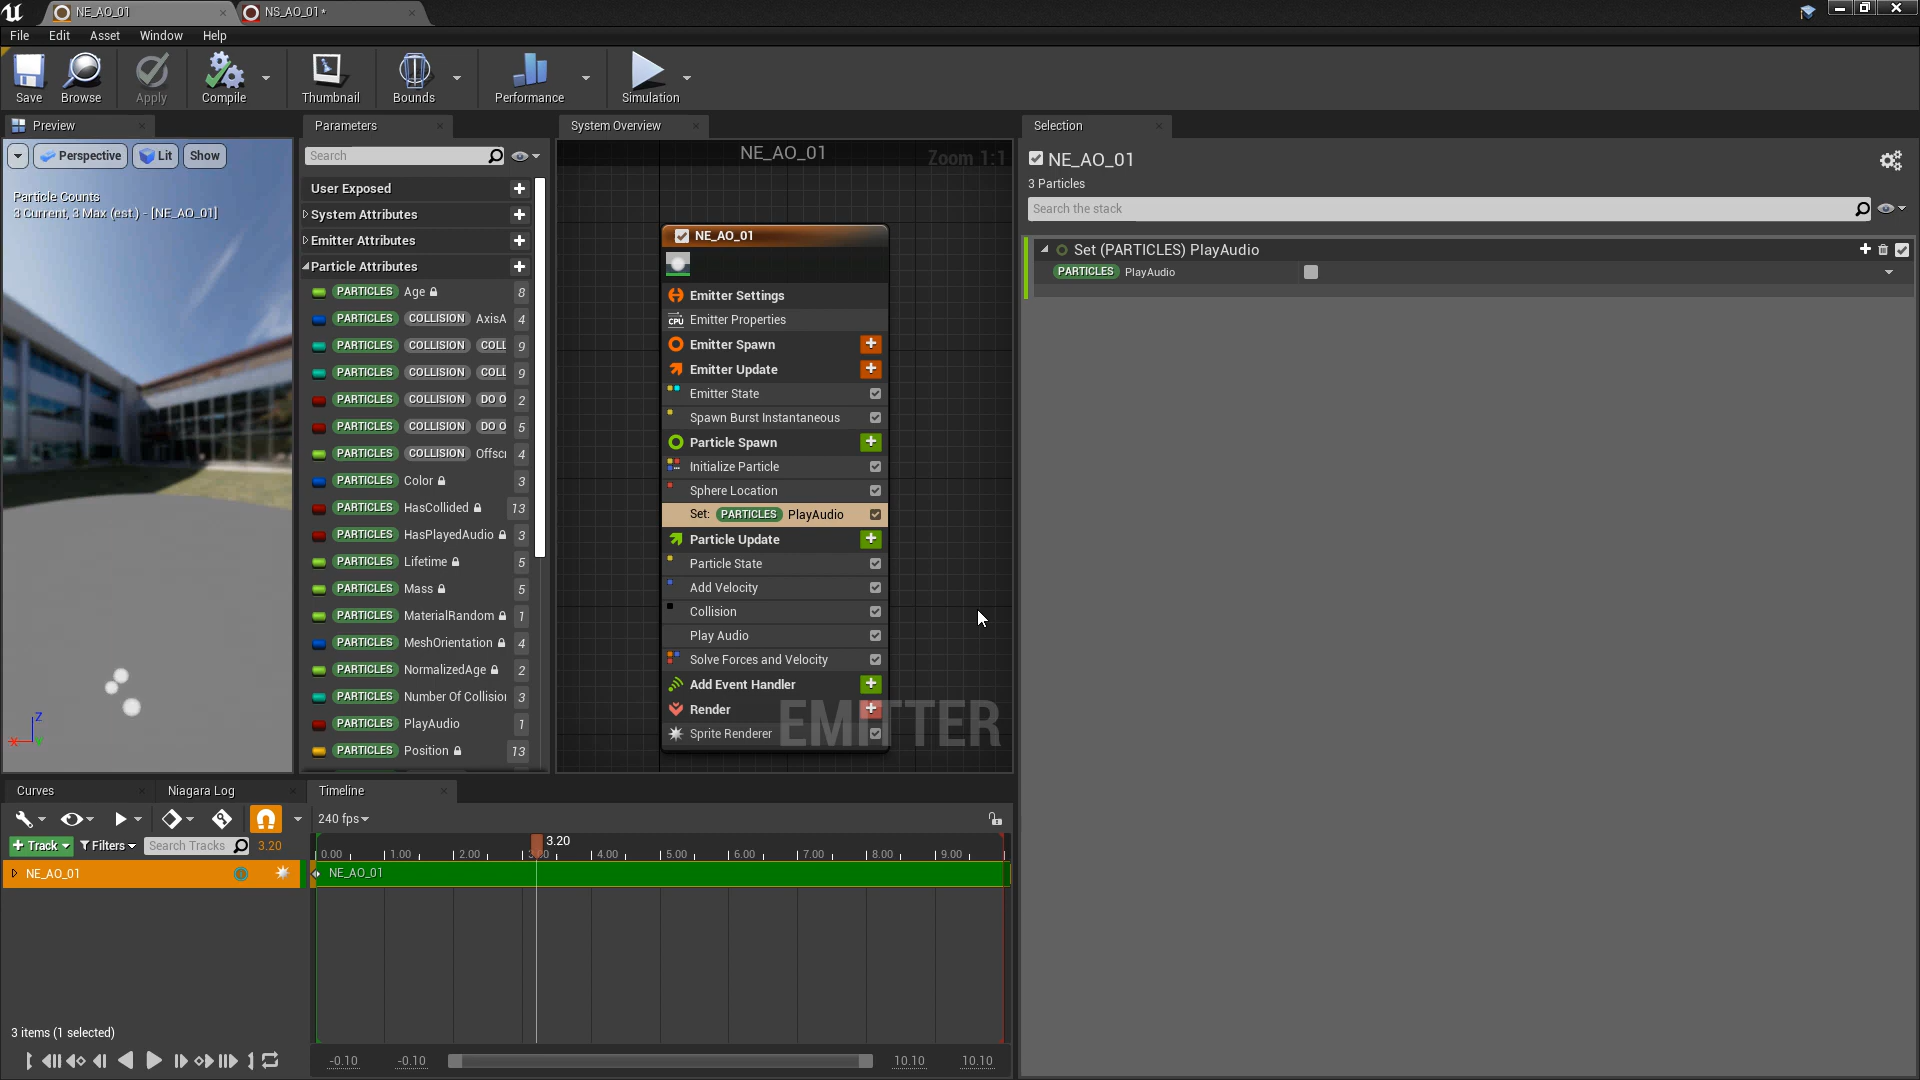 NE_AO_01
NS_AO_01*
File Edit Asset Window Help
Save
Browse
Apply
Compile
Thumbnail
Bounds
Performance
Simulation
Preview
Perspective
Lit
Show
Particle Counts
3 Current, 3 Max (est.) - [NE_AO_01]
Parameters
Search
User Exposed
System Attributes
Emitter Attributes
Particle Attributes
PARTICLES Age 8
PARTICLES COLLISION AxisA 4
PARTICLES COLLISION COLL 9
PARTICLES COLLISION COLL 9
PARTICLES COLLISION DO O 2
PARTICLES COLLISION DO O 5
PARTICLES COLLISION Offscr 4
PARTICLES Color 3
PARTICLES HasCollided 13
PARTICLES HasPlayedAudio 3
PARTICLES Lifetime 5
PARTICLES Mass 5
PARTICLES MaterialRandom 1
PARTICLES MeshOrientation 4
PARTICLES NormalizedAge 2
PARTICLES Number Of Collision 3
PARTICLES PlayAudio 1
PARTICLES Position 13
System Overview
NE_AO_01
Zoom 1:1
NE_AO_01
Emitter Settings
CPU Emitter Properties
Emitter Spawn
Emitter Update
Emitter State
Spawn Burst Instantaneous
Particle Spawn
Initialize Particle
Sphere Location
Set: PARTICLES PlayAudio
Particle Update
Particle State
Add Velocity
Collision
Play Audio
Solve Forces and Velocity
Add Event Handler
Render
Sprite Renderer
EMITTER
Selection
NE_AO_01
3 Particles
Search the stack
Set (PARTICLES) PlayAudio
PARTICLES PlayAudio
Curves
Niagara Log
Timeline
240 fps
+ Track
Filters
Search Tracks
3.20
3.20
0.00 1.00 2.00 3.00 4.00 5.00 6.00 7.00 8.00 9.00
NE_AO_01
NE_AO_01
3 items (1 selected)
-0.10 -0.10 10.10 10.10
Z
X
Y